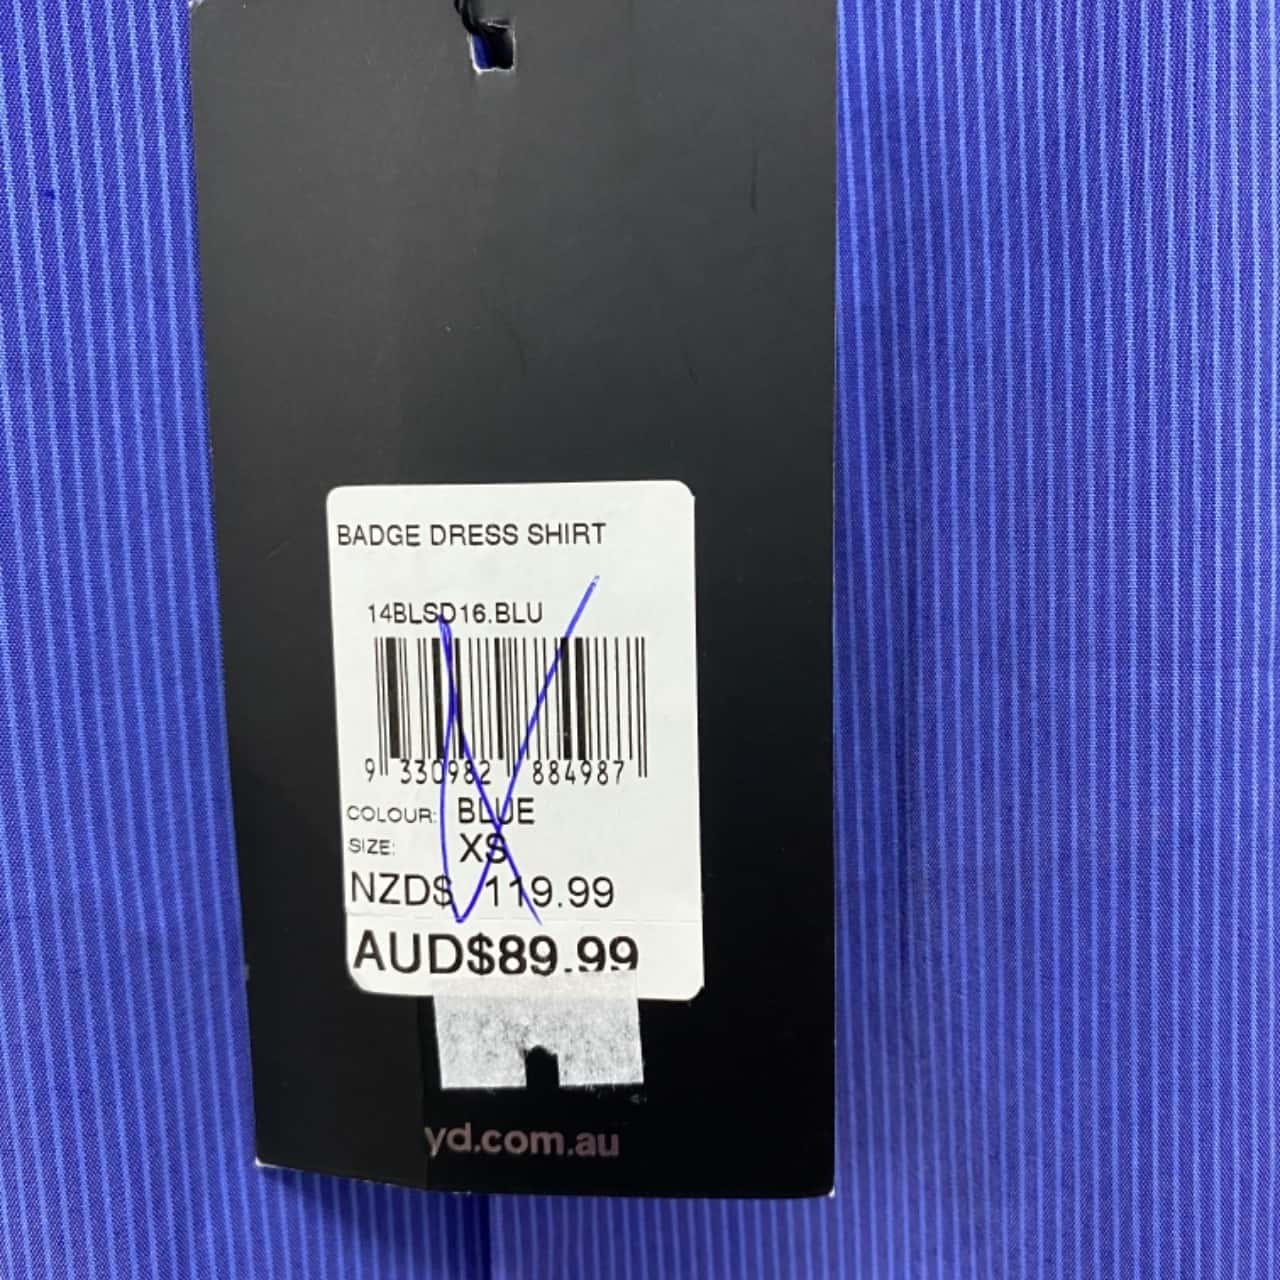 BADGE DRESS SHIRT
14BLSD16.BLU
9 330982 884987
COLOUR: BLUE
SIZE: XS
NZD$ 119.99
AUD$89.99
yd.com.au